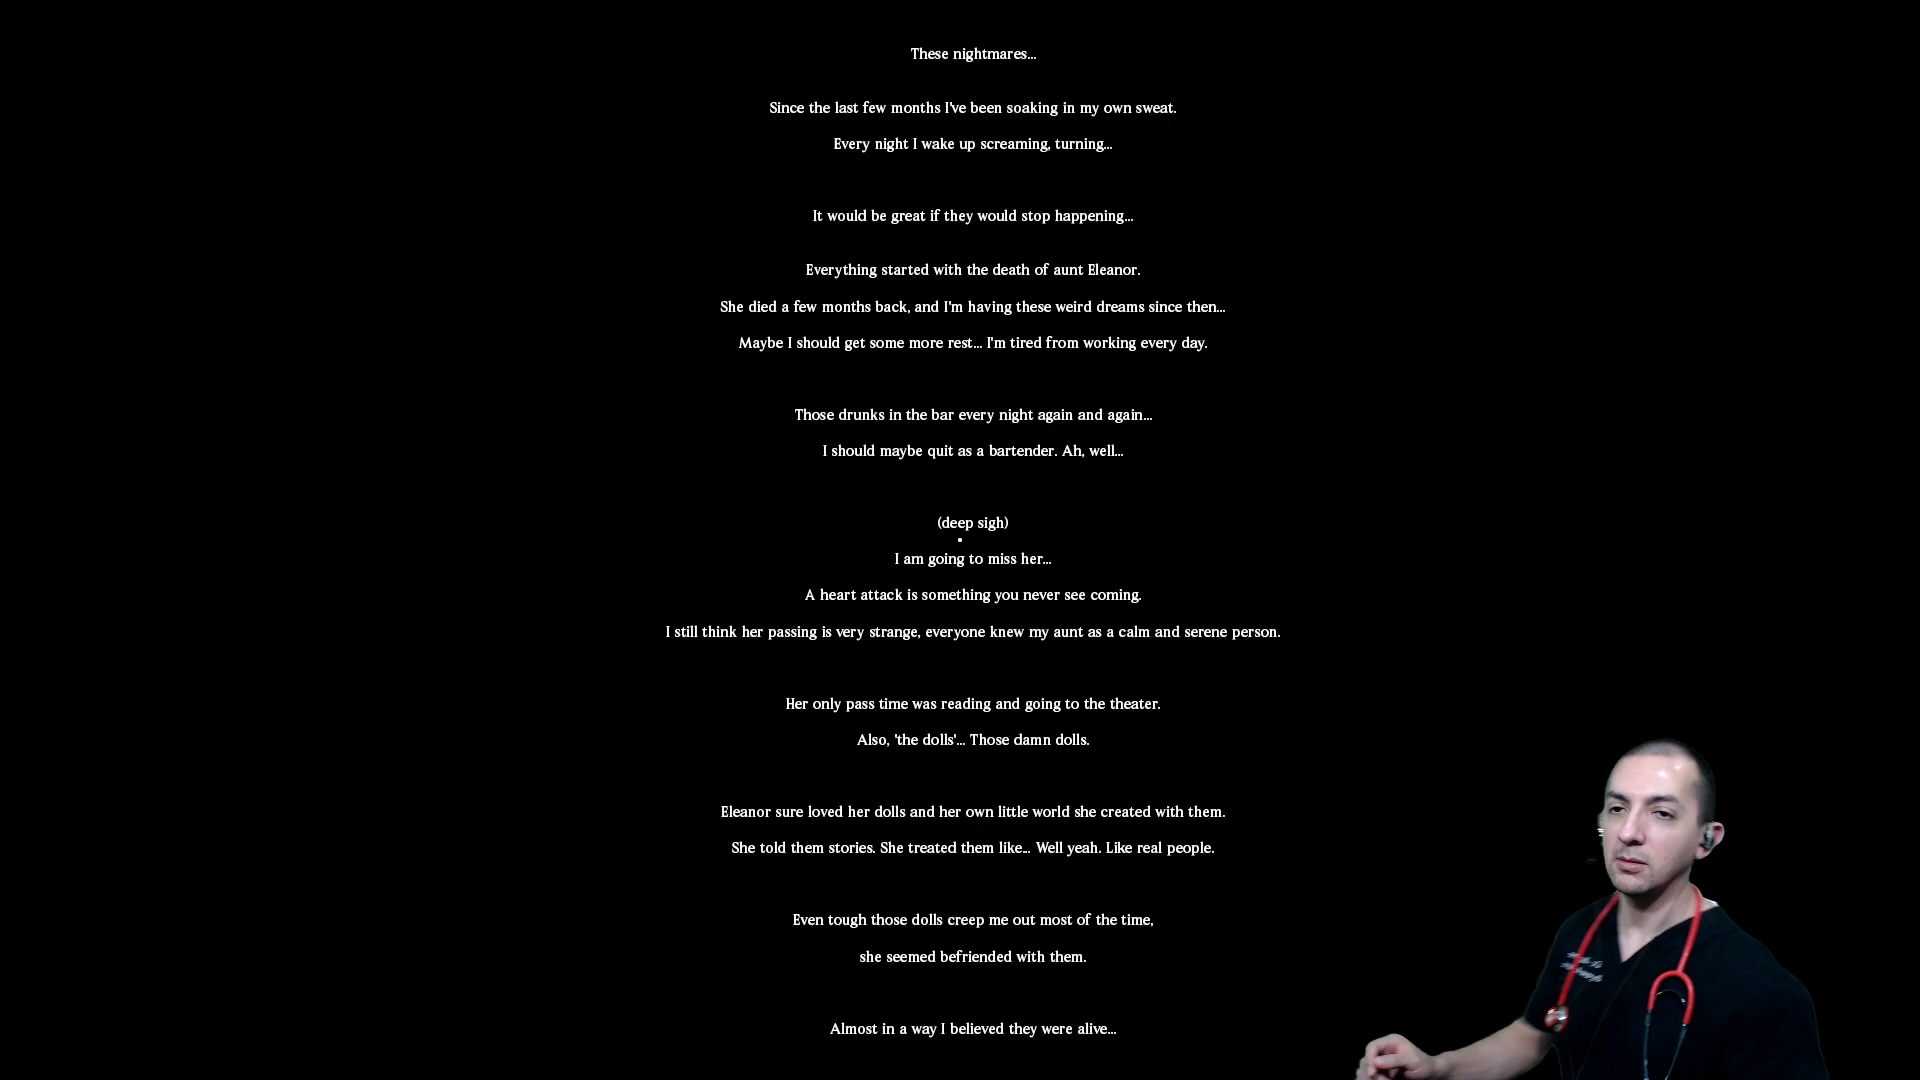 These nightmares...
Since the last few months I've been soaking in my own sweat.
Every night I wake up screaming, turning...
It would be great if they would stop happening...
Everything started with the death of aunt Eleanor.
She died a few months back, and I'm having these weird dreams since then...
Maybe I should get some more rest... I'm tired from working every day.
Those drunks in the bar every night again and again...
I should maybe quit as a bartender. Ah, well...
(deep sigh)
I am going to miss her...
A heart attack is something you never see coming.
I still think her passing is very strange, everyone knew my aunt as a calm and serene person.
Her only pass time was reading and going to the theater.
Also, 'the dolls'... Those damn dolls.
Eleanor sure loved her dolls and her own little world she created with them.
She told them stories. She treated them like... Well yeah. Like real people.
Even tough those dolls creep me out most of the time,
she seemed befriended with them.
Almost in a way I believed they were alive...